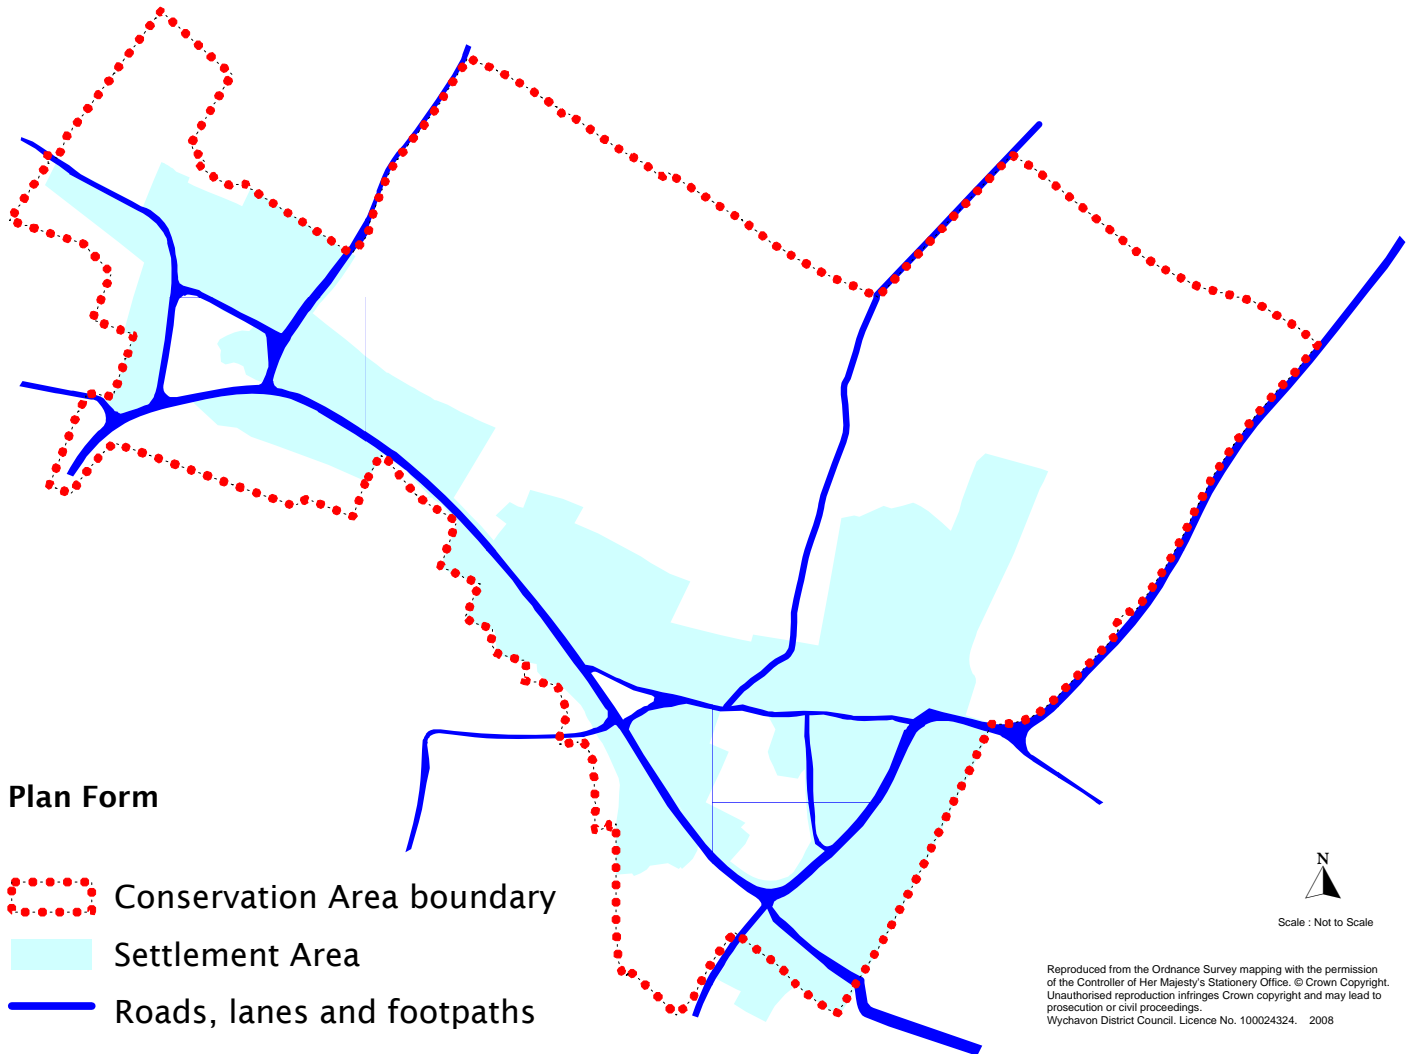 Plan Form
Conservation Area boundary
Settlement Area
Roads, lanes and footpaths
N
Scale : Not to Scale
Reproduced from the Ordnance Survey mapping with the permission
of the Controller of Her Majesty's Stationery Office. © Crown Copyright.
Unauthorised reproduction infringes Crown copyright and may lead to
prosecution or civil proceedings.
Wychavon District Council. Licence No. 100024324. 2008